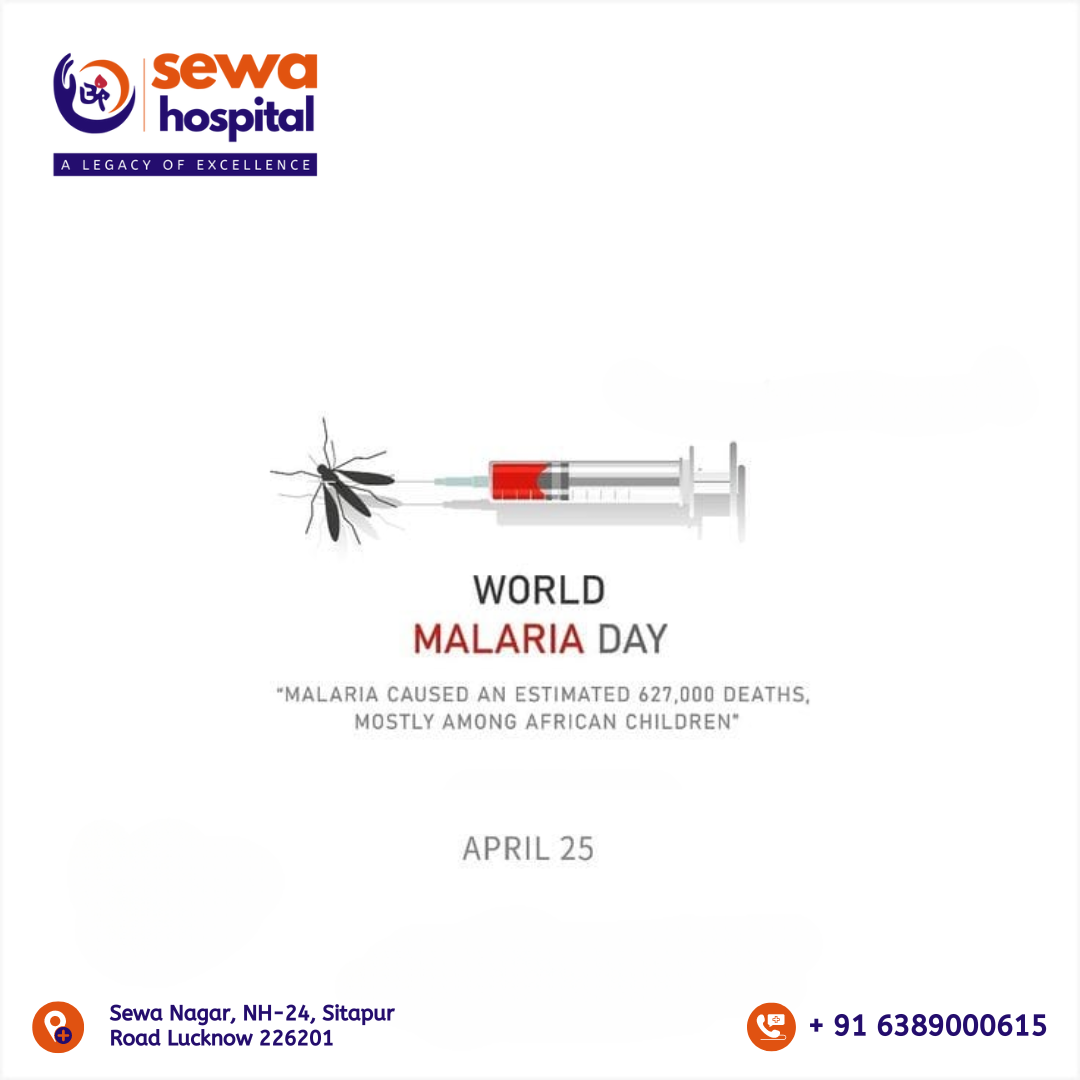 sewa
hospital
A LEGACY OF EXCELLENCE
WORLD
MALARIA DAY
"MALARIA CAUSED AN ESTIMATED 627,000 DEATHS,
MOSTLY AMONG AFRICAN CHILDREN"
APRIL 25
Sewa Nagar, NH-24, Sitapur
Road Lucknow 226201
+ 91 6389000615